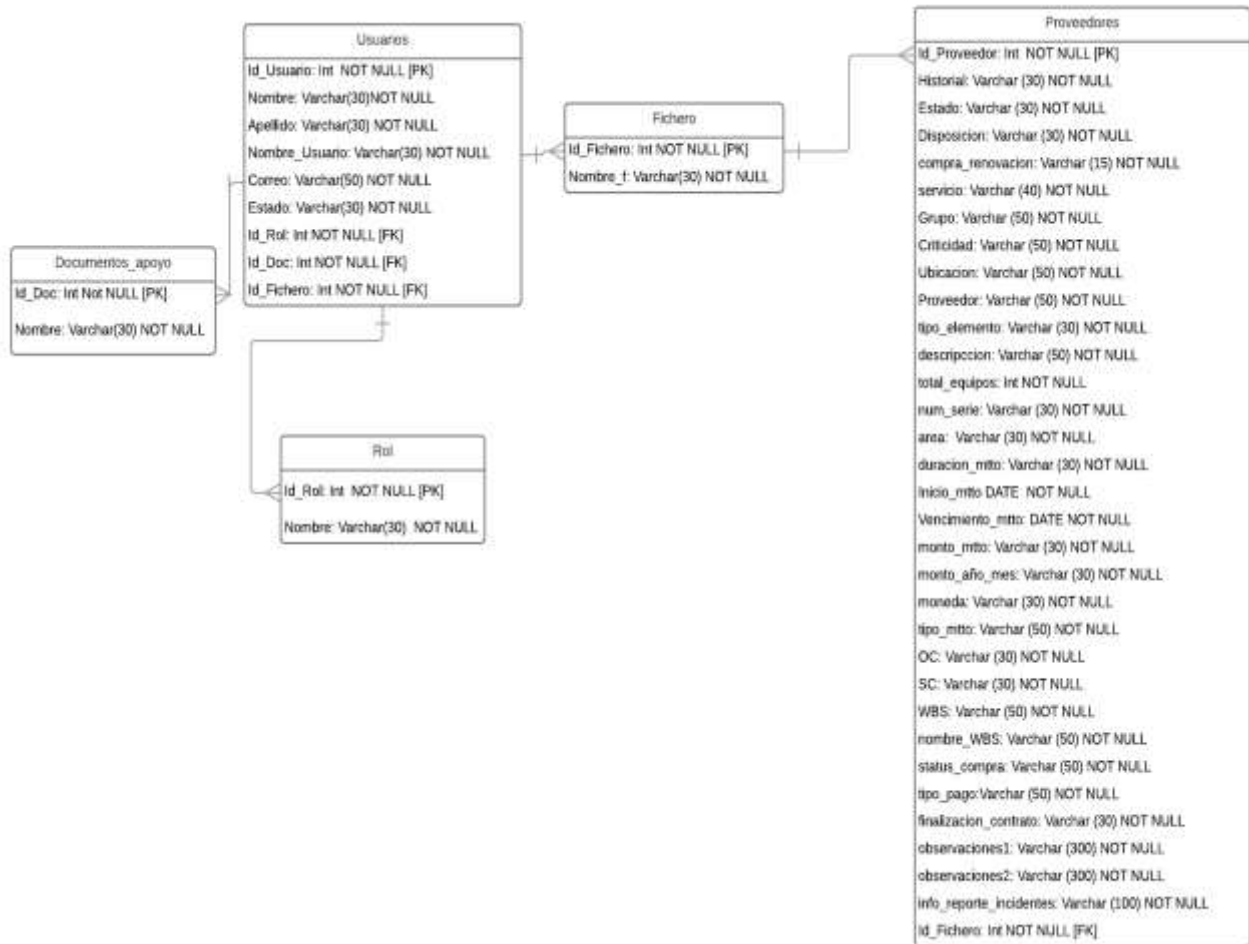 Usuarios
Id_Usuario: Int NOT NULL [PK]
Nombre: Varchar(30)NOT NULL
Apellido: Varchar(30) NOT NULL
Nombre_Usuario: Varchar(30) NOT NULL
Correo: Varchar(50) NOT NULL
Estado: Varchar(30) NOT NULL
Id_Rol: Int NOT NULL [FK]
Id_Doc: Int NOT NULL [FK]
Id_Fichero: Int NOT NULL [FK]
Documentos_apoyo
Id_Doc: Int Not NULL [PK]
Nombre: Varchar(30) NOT NULL
Rol
Id_Rol: Int NOT NULL [PK]
Nombre: Varchar(30) NOT NULL
Fichero
Id_Fichero: Int NOT NULL [PK]
Nombre_f: Varchar(30) NOT NULL
Proveedores
Id_Proveedor: Int NOT NULL [PK]
Historial: Varchar (30) NOT NULL
Estado: Varchar (30) NOT NULL
Disposicion: Varchar (30) NOT NULL
compra_renovacion: Varchar (15) NOT NULL
servicio: Varchar (40) NOT NULL
Grupo: Varchar (50) NOT NULL
Criticidad: Varchar (50) NOT NULL
Ubicacion: Varchar (50) NOT NULL
Proveedor: Varchar (50) NOT NULL
tipo_elemento: Varchar (30) NOT NULL
descripccion: Varchar (50) NOT NULL
total_equipos: Int NOT NULL
num_serie: Varchar (30) NOT NULL
area: Varchar (30) NOT NULL
duracion_mtto: Varchar (30) NOT NULL
Inicio_mtto DATE NOT NULL
Vencimiento_mtto: DATE NOT NULL
monto_mtto: Varchar (30) NOT NULL
monto_año_mes: Varchar (30) NOT NULL
moneda: Varchar (30) NOT NULL
tipo_mtto: Varchar (50) NOT NULL
OC: Varchar (30) NOT NULL
SC: Varchar (30) NOT NULL
WBS: Varchar (50) NOT NULL
nombre_WBS: Varchar (50) NOT NULL
status_compra: Varchar (50) NOT NULL
tipo_pago:Varchar (50) NOT NULL
finalizacion_contrato: Varchar (30) NOT NULL
observaciones1: Varchar (300) NOT NULL
observaciones2: Varchar (300) NOT NULL
info_reporte_incidentes: Varchar (100) NOT NULL
Id_Fichero: Int NOT NULL [FK]